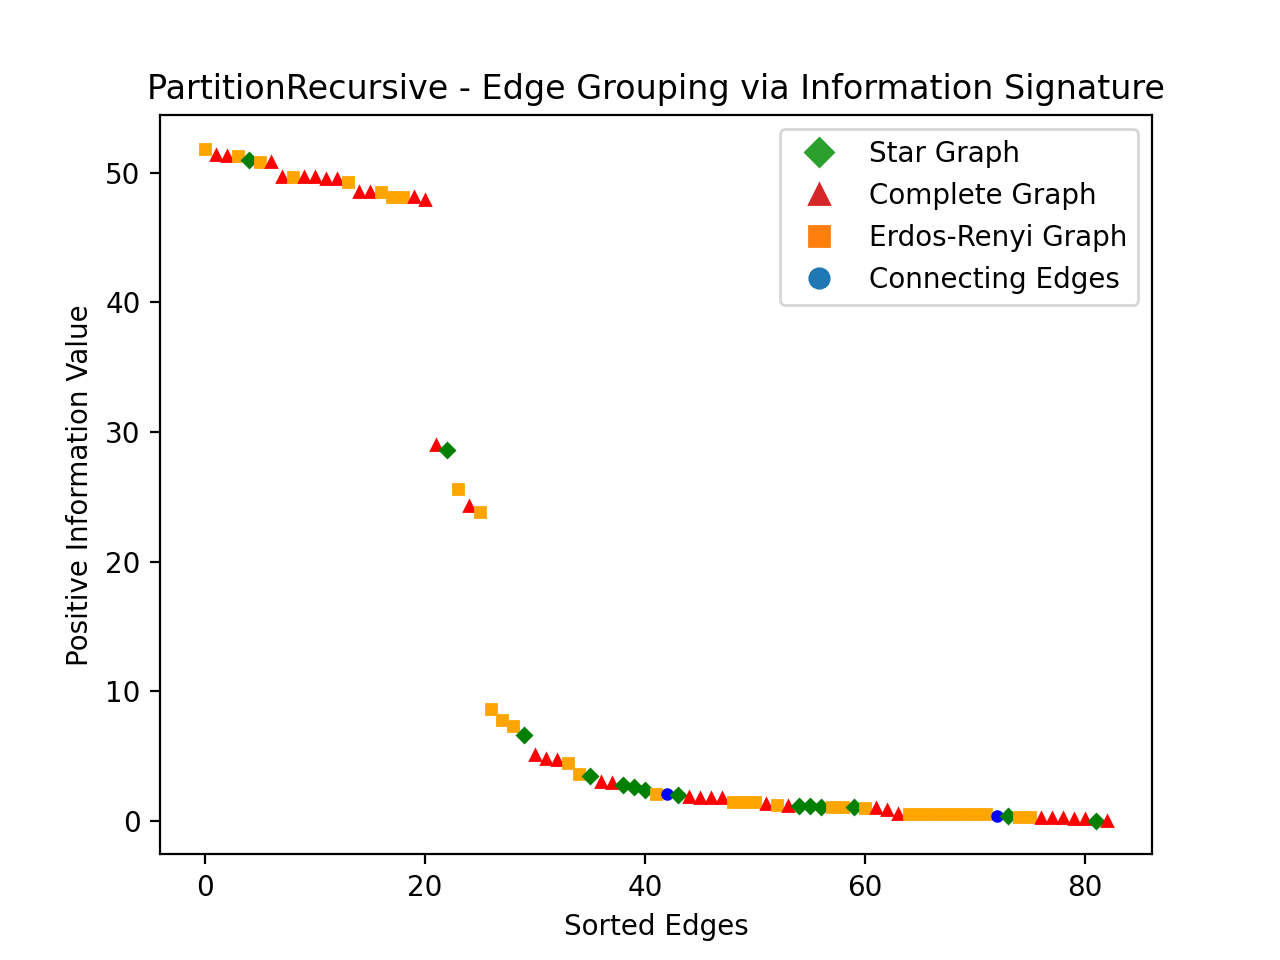 PartitionRecursive - Edge Grouping via Information Signature
Star Graph
Complete Graph
Erdos-Renyi Graph
Connecting Edges
Positive Information Value
50
40
30
20
10
0
0 20 40 60 80
Sorted Edges